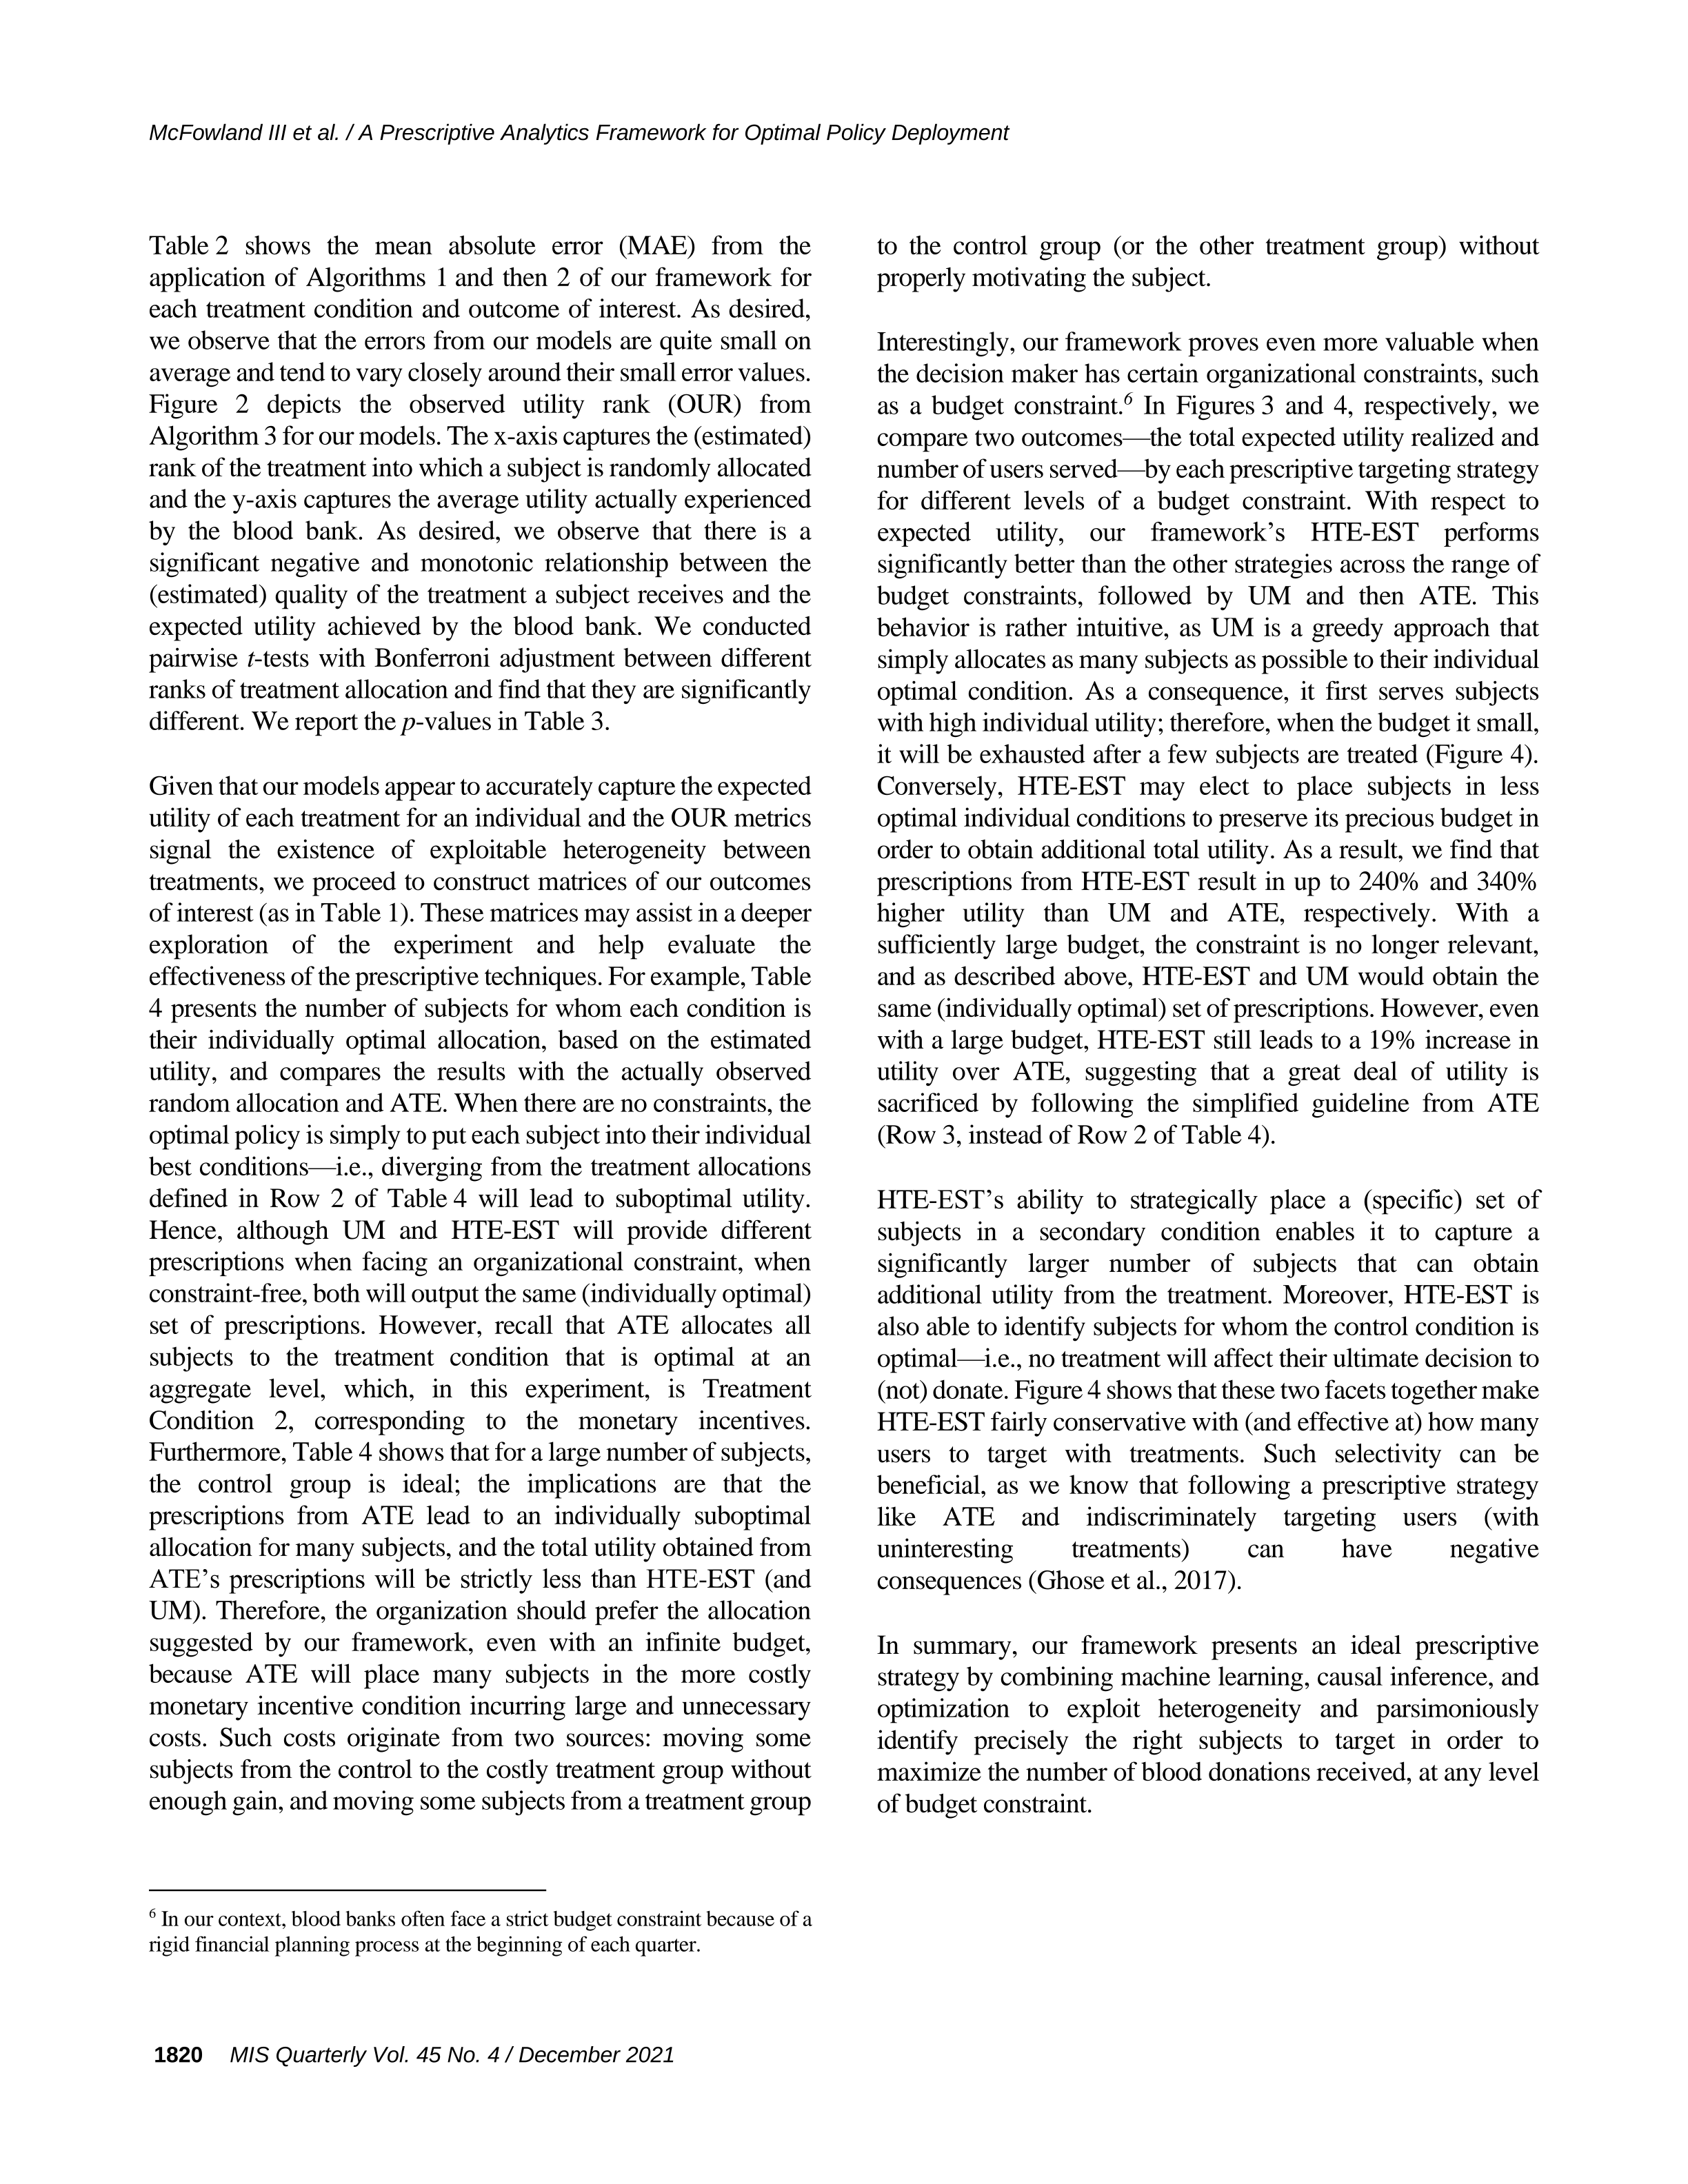 McFowland III et al. / A Prescriptive Analytics Framework for Optimal Policy Deployment
Table 2 shows the mean absolute error (MAE) from the
application of Algorithms 1 and then 2 of our framework for
each treatment condition and outcome of interest. As desired,
we observe that the errors from our models are quite small on
average and tend to vary closely around their small error values.
Figure 2 depicts the observed utility rank (OUR) from
Algorithm 3 for our models. The x-axis captures the (estimated)
rank of the treatment into which a subject is randomly allocated
and the y-axis captures the average utility actually experienced
by the blood bank. As desired, we observe that there is a
significant negative and monotonic relationship between the
(estimated) quality of the treatment a subject receives and the
expected utility achieved by the blood bank. We conducted
pairwise t-tests with Bonferroni adjustment between different
ranks of treatment allocation and find that they are significantly
different. We report the p-values in Table 3.
Given that our models appear to accurately capture the expected
utility of each treatment for an individual and the OUR metrics
signal the existence of exploitable heterogeneity between
treatments, we proceed to construct matrices of our outcomes
of interest (as in Table 1). These matrices may assist in a deeper
exploration of the experiment and help evaluate the
effectiveness of the prescriptive techniques. For example, Table
4 presents the number of subjects for whom each condition is
their individually optimal allocation, based on the estimated
utility, and compares the results with the actually observed
random allocation and ATE. When there are no constraints, the
optimal policy is simply to put each subject into their individual
best conditions—i.e., diverging from the treatment allocations
defined in Row 2 of Table 4 will lead to suboptimal utility.
Hence, although UM and HTE-EST will provide different
prescriptions when facing an organizational constraint, when
constraint-free, both will output the same (individually optimal)
set of prescriptions. However, recall that ATE allocates all
subjects to the treatment condition that is optimal at an
aggregate level, which, in this experiment, is Treatment
Condition 2, corresponding to the monetary incentives.
Furthermore, Table 4 shows that for a large number of subjects,
the control group is ideal; the implications are that the
prescriptions from ATE lead to an individually suboptimal
allocation for many subjects, and the total utility obtained from
ATE's prescriptions will be strictly less than HTE-EST (and
UM). Therefore, the organization should prefer the allocation
suggested by our framework, even with an infinite budget,
because ATE will place many subjects in the more costly
monetary incentive condition incurring large and unnecessary
costs. Such costs originate from two sources: moving some
subjects from the control to the costly treatment group without
enough gain, and moving some subjects from a treatment group
to the control group (or the other treatment group) without
properly motivating the subject.
Interestingly, our framework proves even more valuable when
the decision maker has certain organizational constraints, such
as a budget constraint.6 In Figures 3 and 4, respectively, we
compare two outcomes—the total expected utility realized and
number of users served—by each prescriptive targeting strategy
for different levels of a budget constraint. With respect to
expected utility, our framework's HTE-EST performs
significantly better than the other strategies across the range of
budget constraints, followed by UM and then ATE. This
behavior is rather intuitive, as UM is a greedy approach that
simply allocates as many subjects as possible to their individual
optimal condition. As a consequence, it first serves subjects
with high individual utility; therefore, when the budget it small,
it will be exhausted after a few subjects are treated (Figure 4).
Conversely, HTE-EST may elect to place subjects in less
optimal individual conditions to preserve its precious budget in
order to obtain additional total utility. As a result, we find that
prescriptions from HTE-EST result in up to 240% and 340%
higher utility than UM and ATE, respectively. With a
sufficiently large budget, the constraint is no longer relevant,
and as described above, HTE-EST and UM would obtain the
same (individually optimal) set of prescriptions. However, even
with a large budget, HTE-EST still leads to a 19% increase in
utility over ATE, suggesting that a great deal of utility is
sacrificed by following the simplified guideline from ATE
(Row 3, instead of Row 2 of Table 4).
HTE-EST's ability to strategically place a (specific) set of
subjects in a secondary condition enables it to capture a
significantly larger number of subjects that can obtain
additional utility from the treatment. Moreover, HTE-EST is
also able to identify subjects for whom the control condition is
optimal—i.e., no treatment will affect their ultimate decision to
(not) donate. Figure 4 shows that these two facets together make
HTE-EST fairly conservative with (and effective at) how many
users to target with treatments. Such selectivity can be
beneficial, as we know that following a prescriptive strategy
like ATE and indiscriminately targeting users (with
uninteresting treatments) can have negative
consequences (Ghose et al., 2017).
In summary, our framework presents an ideal prescriptive
strategy by combining machine learning, causal inference, and
optimization to exploit heterogeneity and parsimoniously
identify precisely the right subjects to target in order to
maximize the number of blood donations received, at any level
of budget constraint.
6 In our context, blood banks often face a strict budget constraint because of a
rigid financial planning process at the beginning of each quarter.
1820 MIS Quarterly Vol. 45 No. 4 / December 2021